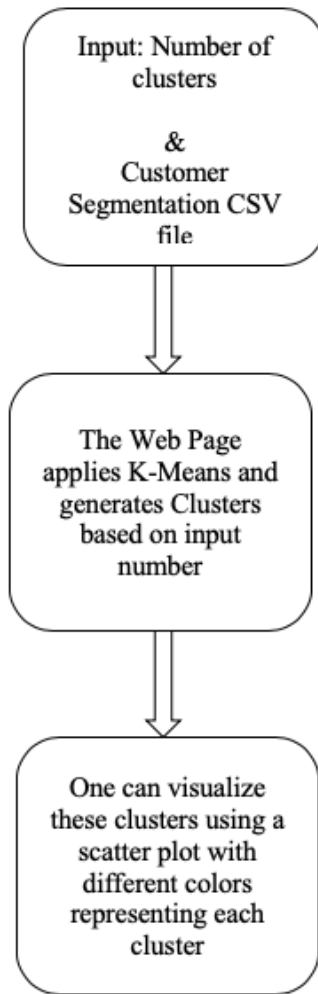 Input: Number of
clusters
&
Customer
Segmentation CSV
file
The Web Page
applies K-Means and
generates Clusters
based on input
number
One can visualize
these clusters using a
scatter plot with
different colors
representing each
cluster